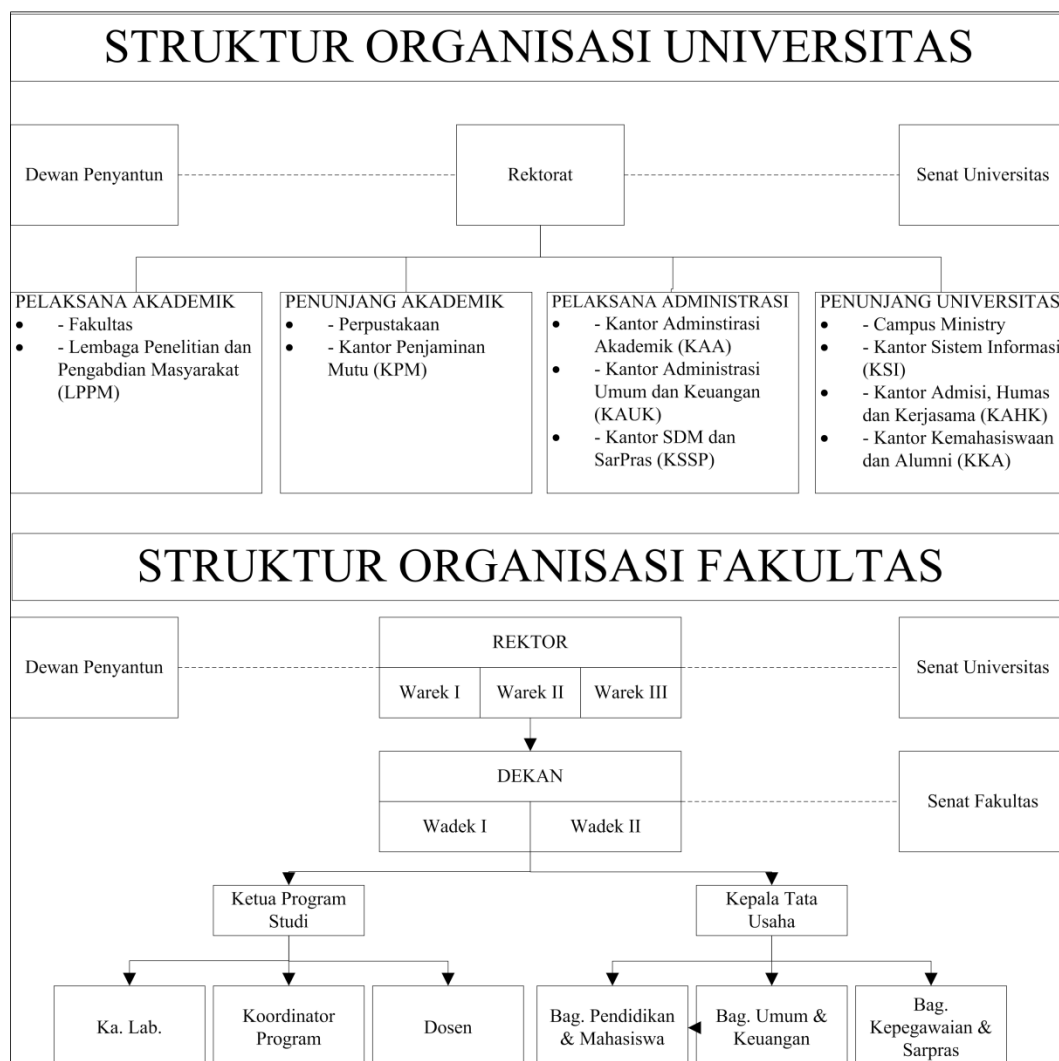 STRUKTUR ORGANISASI UNIVERSITAS
Dewan Penyantun
Rektorat
Senat Universitas
PELAKSANA AKADEMIK
• - Fakultas
• - Lembaga Penelitian dan
Pengabdian Masyarakat
(LPPM)
PENUNJANG AKADEMIK
• - Perpustakaan
• - Kantor Penjaminan
Mutu (KPM)
PELAKSANA ADMINISTRASI
• - Kantor Adminstirasi
Akademik (KAA)
• - Kantor Administrasi
Umum dan Keuangan
(KAUK)
• - Kantor SDM dan
SarPras (KSSP)
PENUNJANG UNIVERSITAS
• - Campus Ministry
• - Kantor Sistem Informasi
(KSI)
• - Kantor Admisi, Humas
dan Kerjasama (KAHK)
• - Kantor Kemahasiswaan
dan Alumni (KKA)
STRUKTUR ORGANISASI FAKULTAS
Dewan Penyantun
REKTOR
Warek I
Warek II
Warek III
Senat Universitas
DEKAN
Wadek I
Wadek II
Senat Fakultas
Ketua Program
Studi
Kepala Tata
Usaha
Ka. Lab.
Koordinator
Program
Dosen
Bag. Pendidikan
& Mahasiswa
Bag. Umum &
Keuangan
Bag.
Kepegawaian &
Sarpras